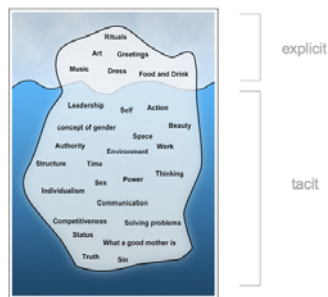 Rituals
Art Greetings
Music Dress Food and Drink
explicit
Leadership Self Action
concept of gender Beauty
Space
Authority Environment Work
Structure Time
Thinking
Sex Power
Individualism
Communication
tacit
Competitiveness Solving problems
Status
What a good mother is
Truth Sin